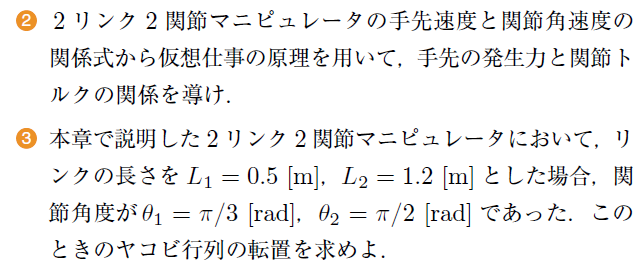 ❷ 2リンク2関節マニピュレータの手先速度と関節角速度の
関係式から仮想仕事の原理を用いて，手先の発生力と関節ト
ルクの関係を導け．
❸ 本章で説明した2リンク2関節マニピュレータにおいて，リ
ンクの長さを L₁ = 0.5 [m]，L₂ = 1.2 [m] とした場合，関
節角度が θ₁ = π/3 [rad]，θ₂ = π/2 [rad] であった．この
ときのヤコビ行列の転置を求めよ．